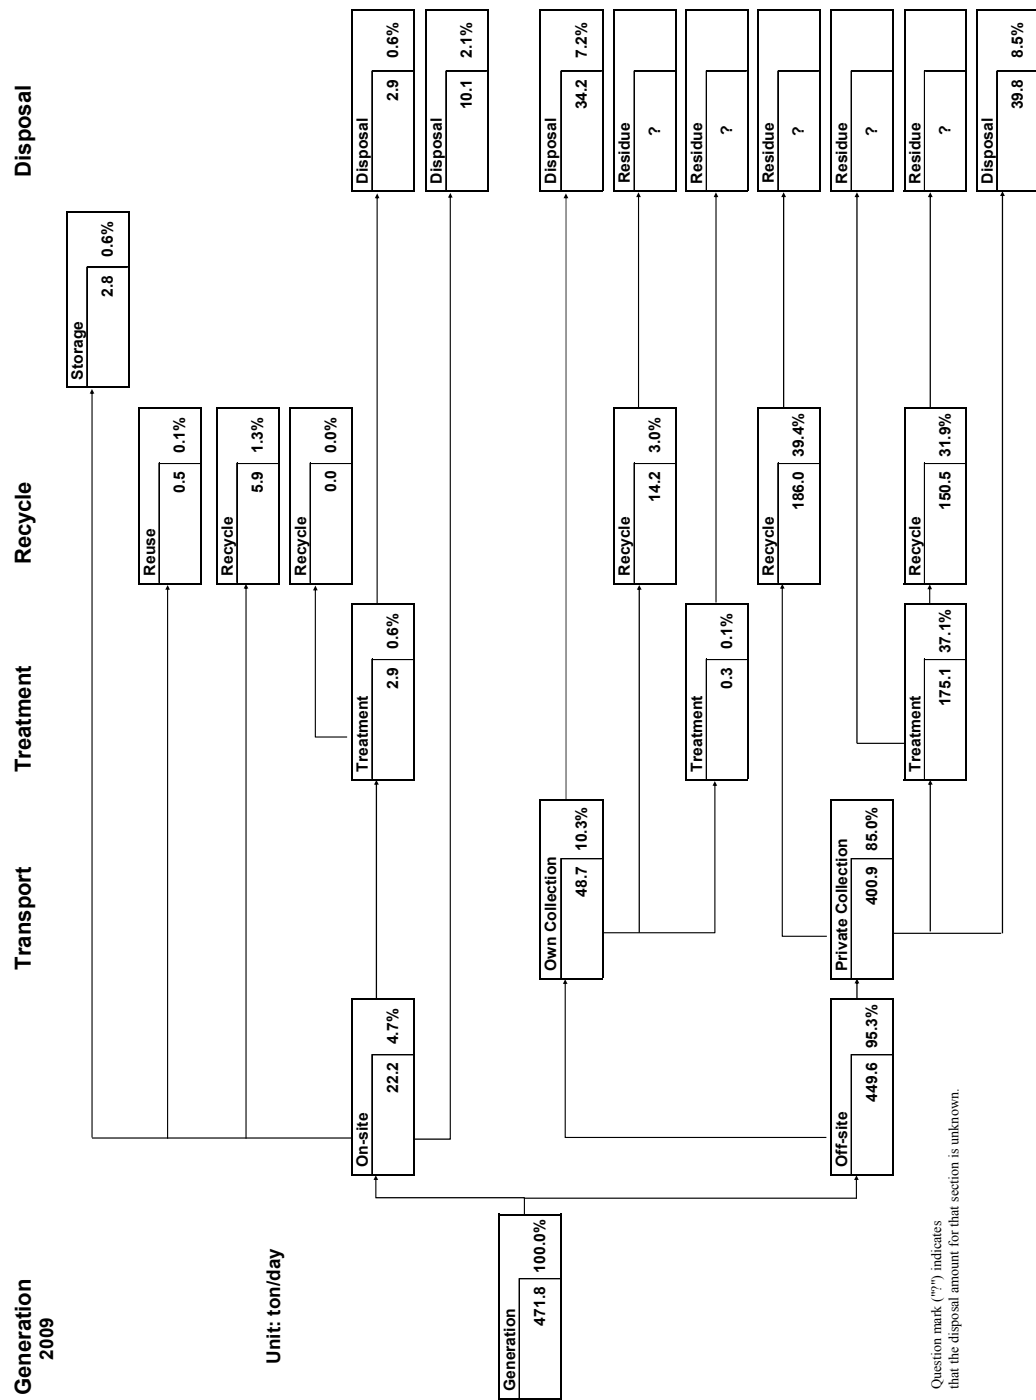 Generation
2009
Transport
Treatment
Recycle
Disposal
Unit: ton/day
Storage
2.8 0.6%
Reuse
0.5 0.1%
Recycle
5.9 1.3%
Recycle
0.0 0.0%
On-site
22.2 4.7%
Treatment
2.9 0.6%
Disposal
2.9 0.6%
Disposal
10.1 2.1%
Generation
471.8 100.0%
Own Collection
48.7 10.3%
Disposal
34.2 7.2%
Recycle
14.2 3.0%
Residue
?
Treatment
0.3 0.1%
Residue
?
Recycle
186.0 39.4%
Residue
?
Off-site
449.6 95.3%
Private Collection
400.9 85.0%
Residue
?
Treatment
175.1 37.1%
Recycle
150.5 31.9%
Residue
?
Disposal
39.8 8.5%
Question mark ("?") indicates
that the disposal amount for that section is unknown.